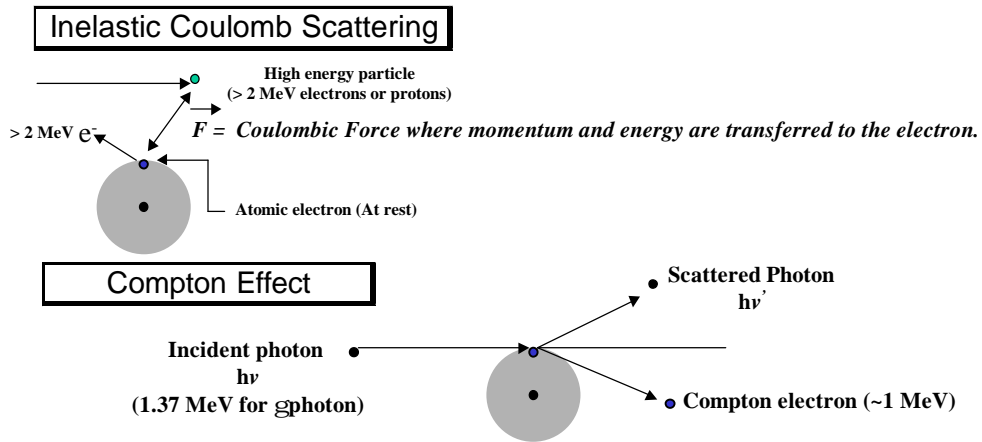 Inelastic Coulomb Scattering
High energy particle
(> 2 MeV electrons or protons)
> 2 MeV e-
F = Coulombic Force where momentum and energy are transferred to the electron.
Atomic electron (At rest)
Compton Effect
Scattered Photon
hν’
Incident photon
hν
(1.37 MeV for gphoton)
Compton electron (~1 MeV)